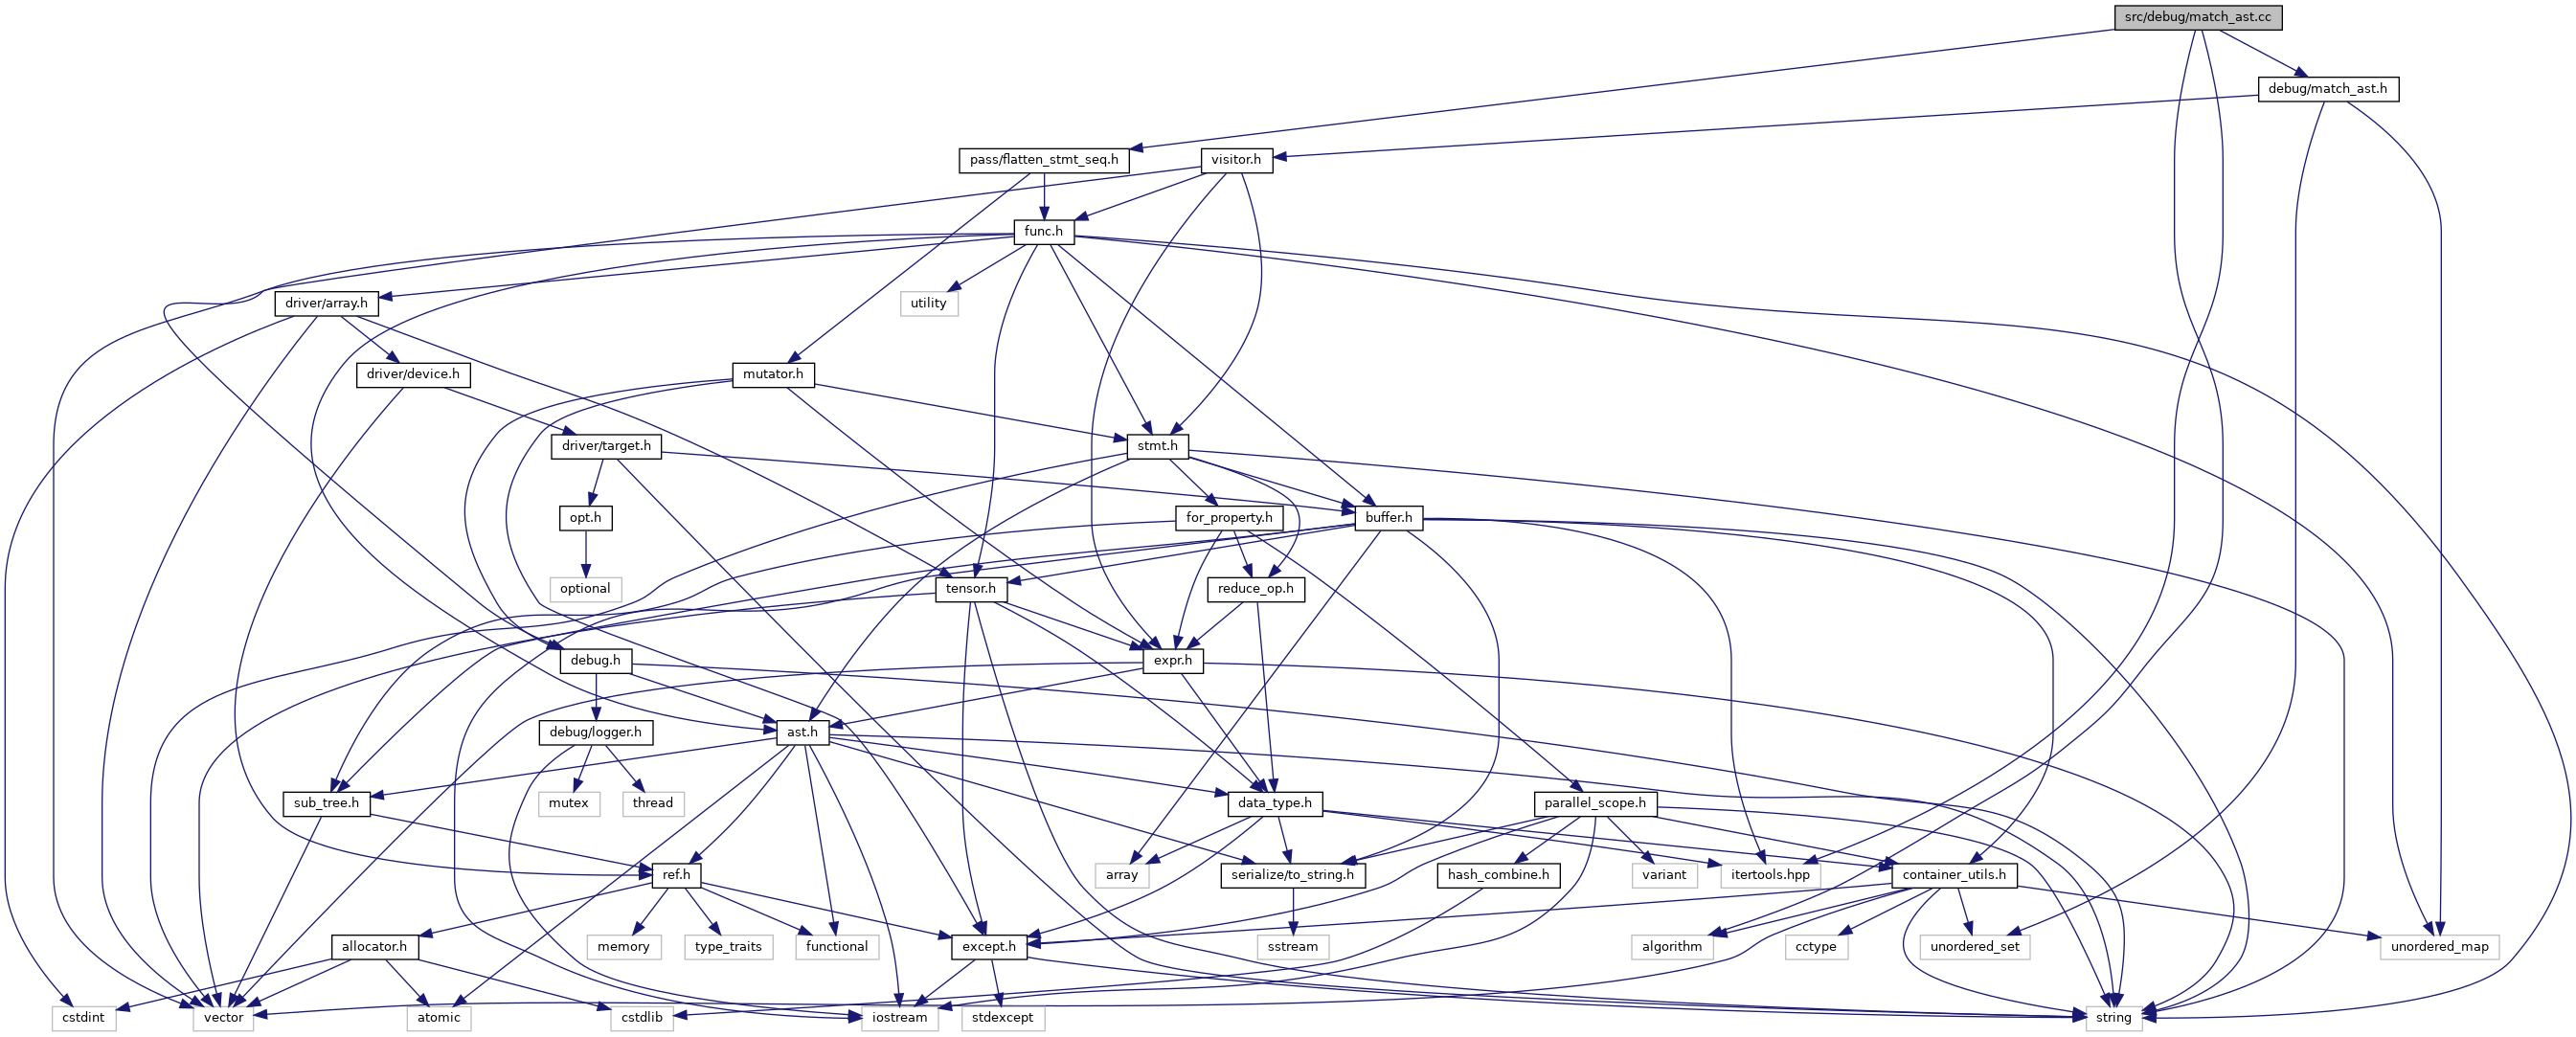 src/debug/match_ast.cc
debug/match_ast.h
pass/flatten_stmt_seq.h
visitor.h
func.h
driver/array.h
utility
driver/device.h
mutator.h
driver/target.h
stmt.h
opt.h
for_property.h
buffer.h
optional
tensor.h
reduce_op.h
debug.h
expr.h
debug/logger.h
ast.h
sub_tree.h
mutex
thread
data_type.h
parallel_scope.h
ref.h
array
serialize/to_string.h
hash_combine.h
variant
itertools.hpp
container_utils.h
allocator.h
memory
type_traits
functional
except.h
sstream
algorithm
cctype
unordered_set
unordered_map
cstdint
vector
atomic
cstdlib
iostream
stdexcept
string